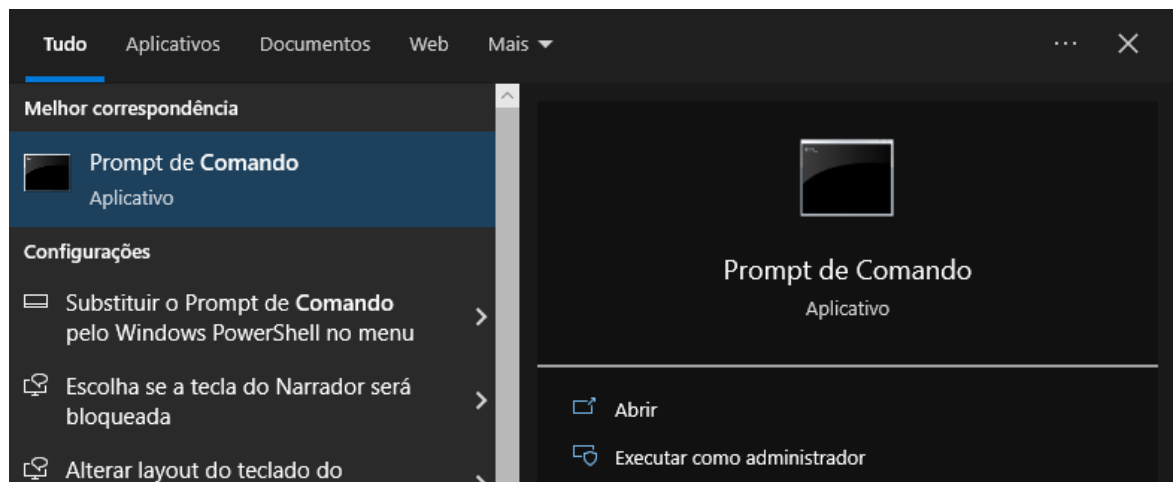 Tudo Aplicativos Documentos Web Mais
Melhor correspondência
Prompt de Comando
Aplicativo
Configurações
Substituir o Prompt de Comando
pelo Windows PowerShell no menu
Escolha se a tecla do Narrador será
bloqueada
Alterar layout do teclado do
Prompt de Comando
Aplicativo
Abrir
Executar como administrador